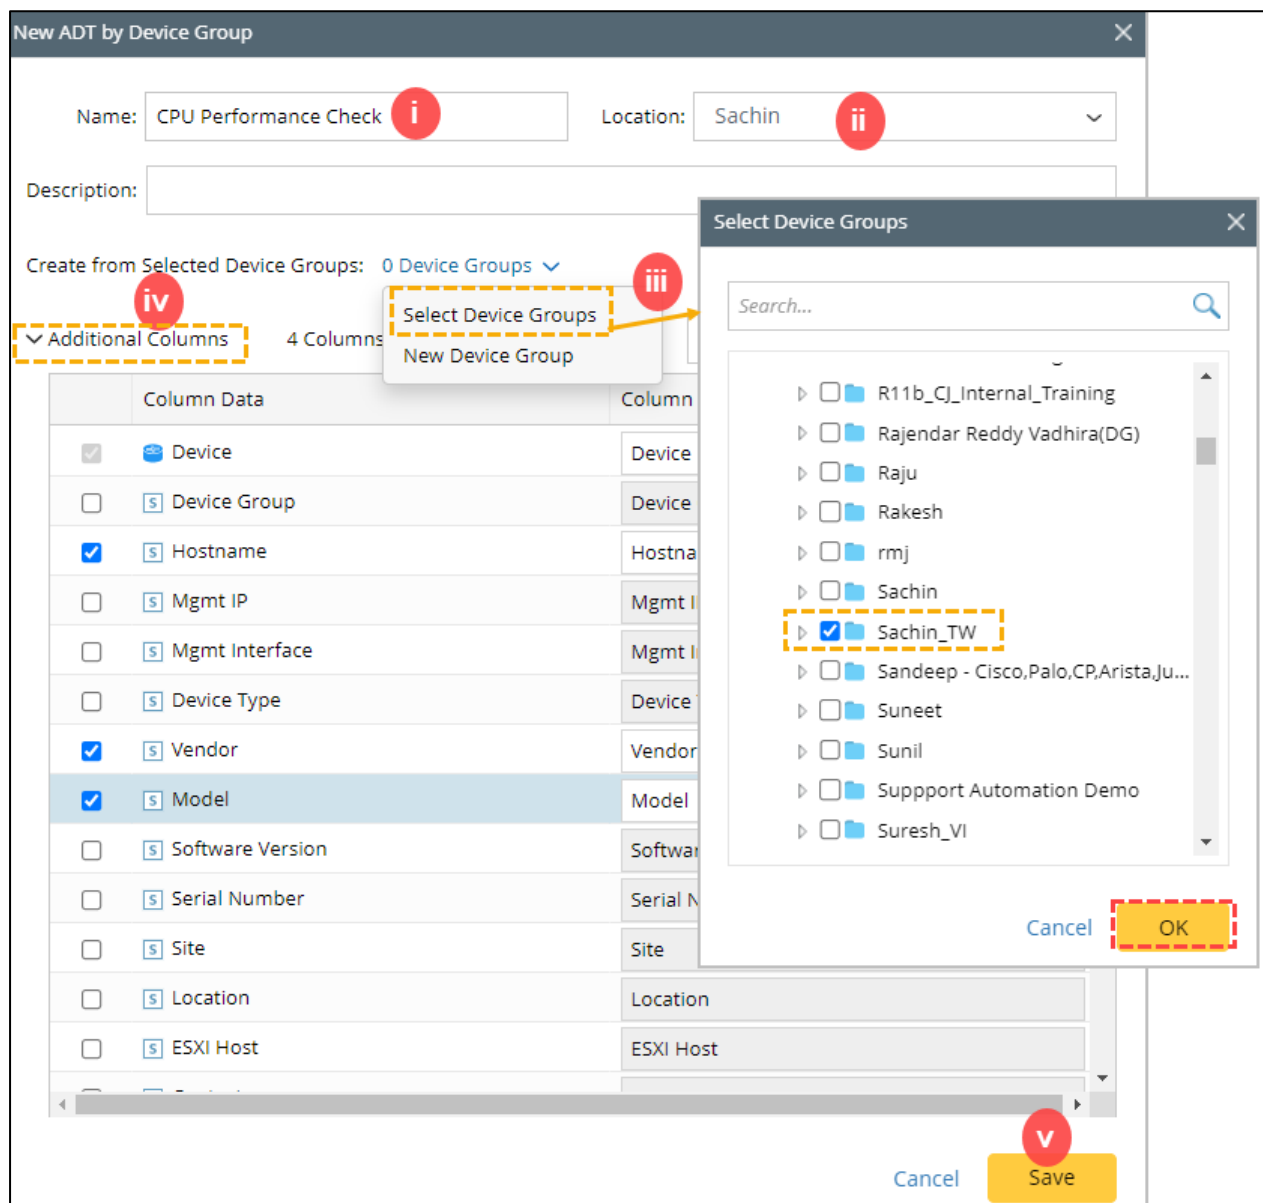 New ADT by Device Group
Name: CPU Performance Check i
Location: Sachin ii
Description:
Create from Selected Device Groups: 0 Device Groups
iii
iv
Select Device Groups
New Device Group
Additional Columns 4 Columns
Column Data Column
Device Device
Device Group Device
Hostname Hostna
Mgmt IP Mgmt I
Mgmt Interface Mgmt I
Device Type Device
Vendor Vendor
Model Model
Software Version Softwar
Serial Number Serial N
Site Site
Location Location
ESXI Host ESXI Host
v
Cancel Save
Select Device Groups
Search...
R11b_CJ_Internal_Training
Rajendar Reddy Vadhira(DG)
Raju
Rakesh
rmj
Sachin
Sachin_TW
Sandeep - Cisco,Palo,CP,Arista,Ju...
Suneet
Sunil
Suppport Automation Demo
Suresh_VI
Cancel OK